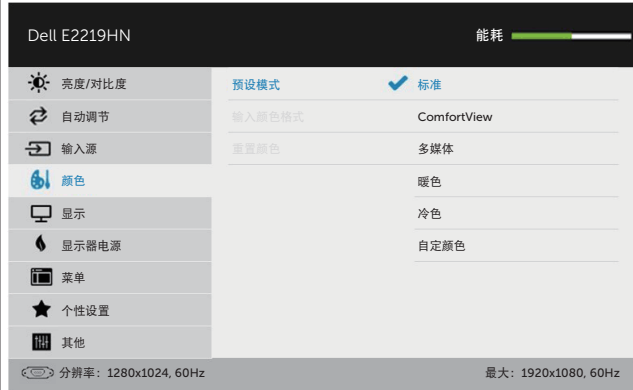 Dell E2219HN 能耗
亮度/对比度 预设模式 标准
自动调节 输入颜色格式 ComfortView
输入源 重置颜色 多媒体
颜色 暖色
显示 冷色
显示器电源 自定颜色
菜单
个性设置
其他
分辨率：1280x1024, 60Hz 最大：1920x1080, 60Hz